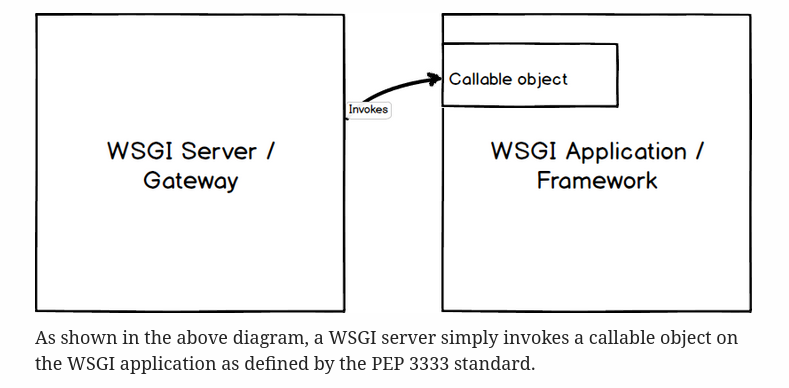 WSGI Server /
Gateway
Invokes
Callable object
WSGI Application /
Framework
As shown in the above diagram, a WSGI server simply invokes a callable object on
the WSGI application as defined by the PEP 3333 standard.